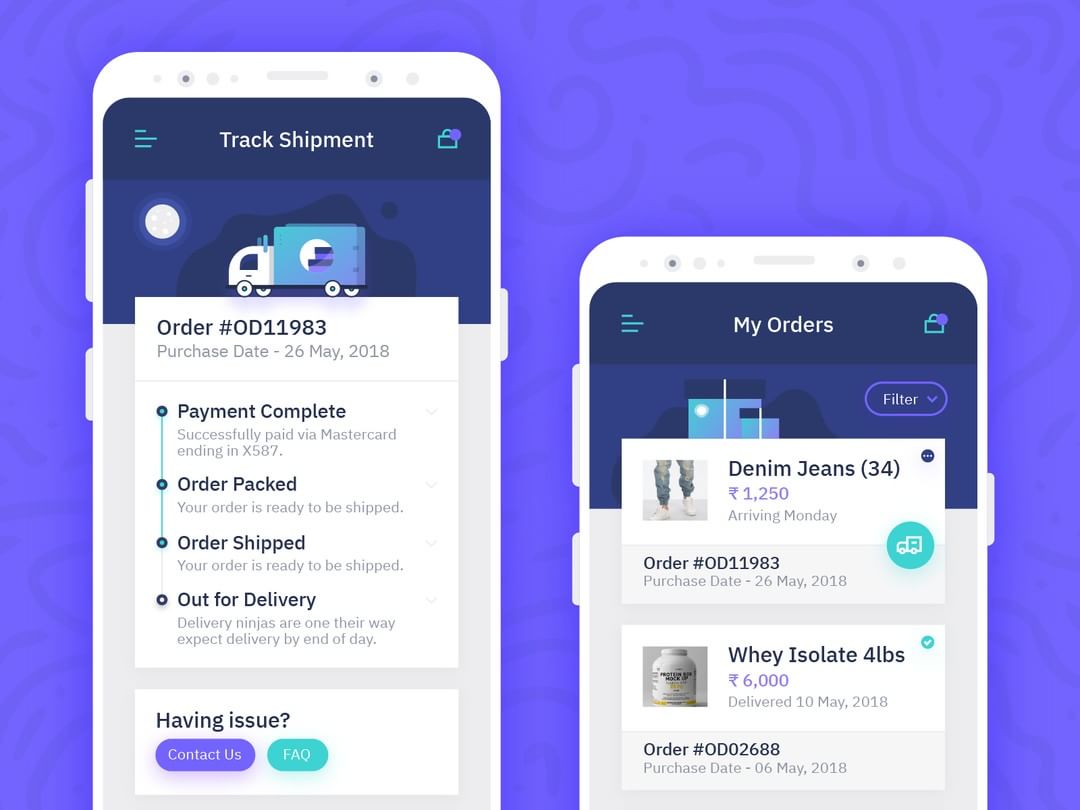 Track Shipment
Order #OD11983
Purchase Date - 26 May, 2018
Payment Complete
Successfully paid via Mastercard
ending in X587.
Order Packed
Your order is ready to be shipped.
Order Shipped
Your order is ready to be shipped.
Out for Delivery
Delivery ninjas are one their way
expect delivery by end of day.
Having issue?
Contact Us
FAQ
My Orders
Filter
Denim Jeans (34)
₹ 1,250
Arriving Monday
Order #OD11983
Purchase Date - 26 May, 2018
Whey Isolate 4lbs
₹ 6,000
Delivered 10 May, 2018
PROTEIN BOX
MOCK UP
Order #OD02688
Purchase Date - 06 May, 2018